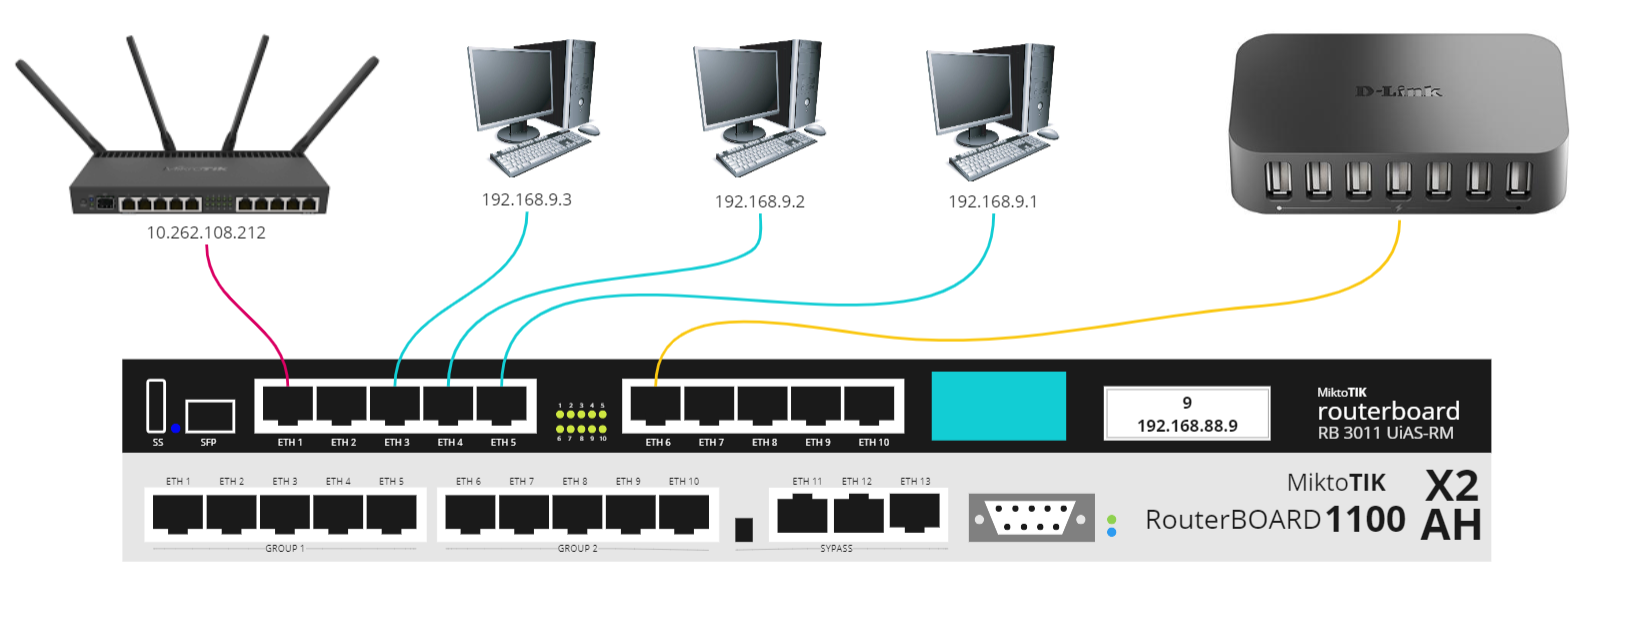 MikroTIK
D-Link
192.168.9.3
192.168.9.2
192.168.9.1
10.262.108.212
SS
SFP
ETH 1
ETH 2
ETH 3
ETH 4
ETH 5
1 2 3 4 5
6 7 8 9 10
ETH 6
ETH 7
ETH 8
ETH 9
ETH 10
9
192.168.88.9
MiktoTIK
routerboard
RB 3011 UiAS-RM
ETH 1
ETH 2
ETH 3
ETH 4
ETH 5
GROUP 1
ETH 6
ETH 7
ETH 8
ETH 9
ETH 10
GROUP 2
ETH 11
ETH 12
ETH 13
SYPASS
MiktoTIK
RouterBOARD 1100
X2
AH